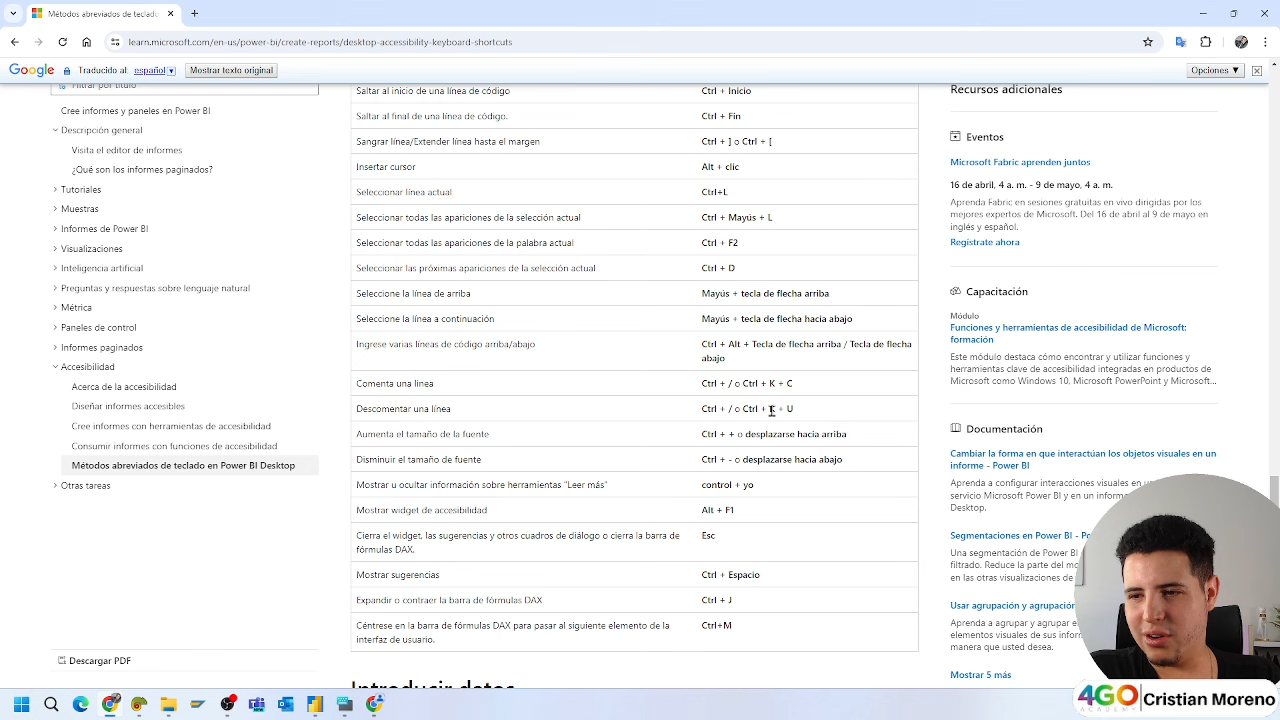 Métodos abreviados de teclado
learn.microsoft.com/en-us/power-bi/create-reports/desktop-accessibility-keyboard-shortcuts
Google Traducido al: español Mostrar texto original Opciones ▼
Filtrar por título
Cree informes y paneles en Power BI
Descripción general
Visita el editor de informes
¿Qué son los informes paginados?
Tutoriales
Muestras
Informes de Power BI
Visualizaciones
Inteligencia artificial
Preguntas y respuestas sobre lenguaje natural
Métrica
Paneles de control
Informes paginados
Accesibilidad
Acerca de la accesibilidad
Diseñar informes accesibles
Cree informes con herramientas de accesibilidad
Consumir informes con funciones de accesibilidad
Métodos abreviados de teclado en Power BI Desktop
Otras tareas
Descargar PDF
Saltar al inicio de una línea de código Ctrl + Inicio
Saltar al final de una línea de código. Ctrl + Fin
Sangrar línea/Extender línea hasta el margen Ctrl + ] o Ctrl + [
Insertar cursor Alt + clic
Seleccionar línea actual Ctrl+L
Seleccionar todas las apariciones de la selección actual Ctrl + Mayús + L
Seleccionar todas las apariciones de la palabra actual Ctrl + F2
Seleccionar las próximas apariciones de la selección actual Ctrl + D
Seleccione la línea de arriba Mayús + tecla de flecha arriba
Seleccione la línea a continuación Mayús + tecla de flecha hacia abajo
Ingrese varias líneas de código arriba/abajo Ctrl + Alt + Tecla de flecha arriba / Tecla de flecha
abajo
Comenta una linea Ctrl + / o Ctrl + K + C
Descomentar una línea Ctrl + / o Ctrl + + U
Aumenta el tamaño de la fuente Ctrl + + o desplazarse hacia arriba
Disminuir el tamaño de fuente Ctrl + - o desplazarse hacia abajo
Mostrar u ocultar información sobre herramientas "Leer más" control + yo
Mostrar widget de accesibilidad Alt + F1
Cierra el widget, las sugerencias y otros cuadros de diálogo o cierra la barra de Esc
fórmulas DAX.
Mostrar sugerencias Ctrl + Espacio
Expandir o contraer la barra de fórmulas DAX Ctrl + J
Céntrese en la barra de fórmulas DAX para pasar al siguiente elemento de la Ctrl+M
interfaz de usuario.
Introducir datos
Recursos adicionales
Eventos
Microsoft Fabric aprenden juntos
16 de abril, 4 a. m. - 9 de mayo, 4 a. m.
Aprenda Fabric en sesiones gratuitas en vivo dirigidas por los
mejores expertos de Microsoft. Del 16 de abril al 9 de mayo en
inglés y español.
Regístrate ahora
Capacitación
Módulo
Funciones y herramientas de accesibilidad de Microsoft:
formación
Este módulo destaca cómo encontrar y utilizar funciones y
herramientas clave de accesibilidad integradas en productos de
Microsoft como Windows 10, Microsoft PowerPoint y Microsoft...
Documentación
Cambiar la forma en que interactúan los objetos visuales en un
informe - Power BI
Aprenda a configurar interacciones visuales en
servicio Microsoft Power BI y en un inform
Desktop.
Segmentaciones en Power BI - Po
Una segmentación de Power BI
filtrado. Reduce la parte del mo
en las otras visualizaciones de
Usar agrupación y agrupación
Aprenda a agrupar y agrupar e
elementos visuales de sus infor
manera que usted desea.
Mostrar 5 más
4GO
ACADEMY
Cristian Moreno